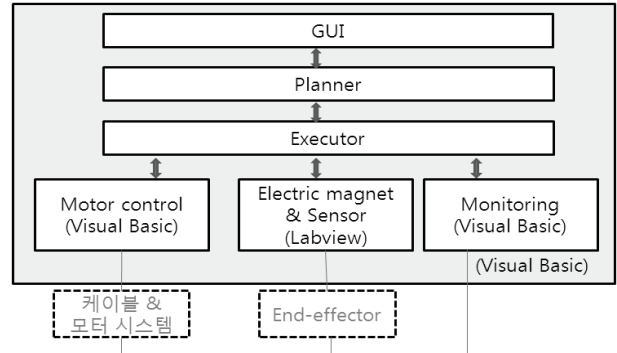 GUI
Planner
Executor
Motor control
(Visual Basic)
Electric magnet
& Sensor
(Labview)
Monitoring
(Visual Basic)
(Visual Basic)
케이블 &
모터 시스템
End-effector